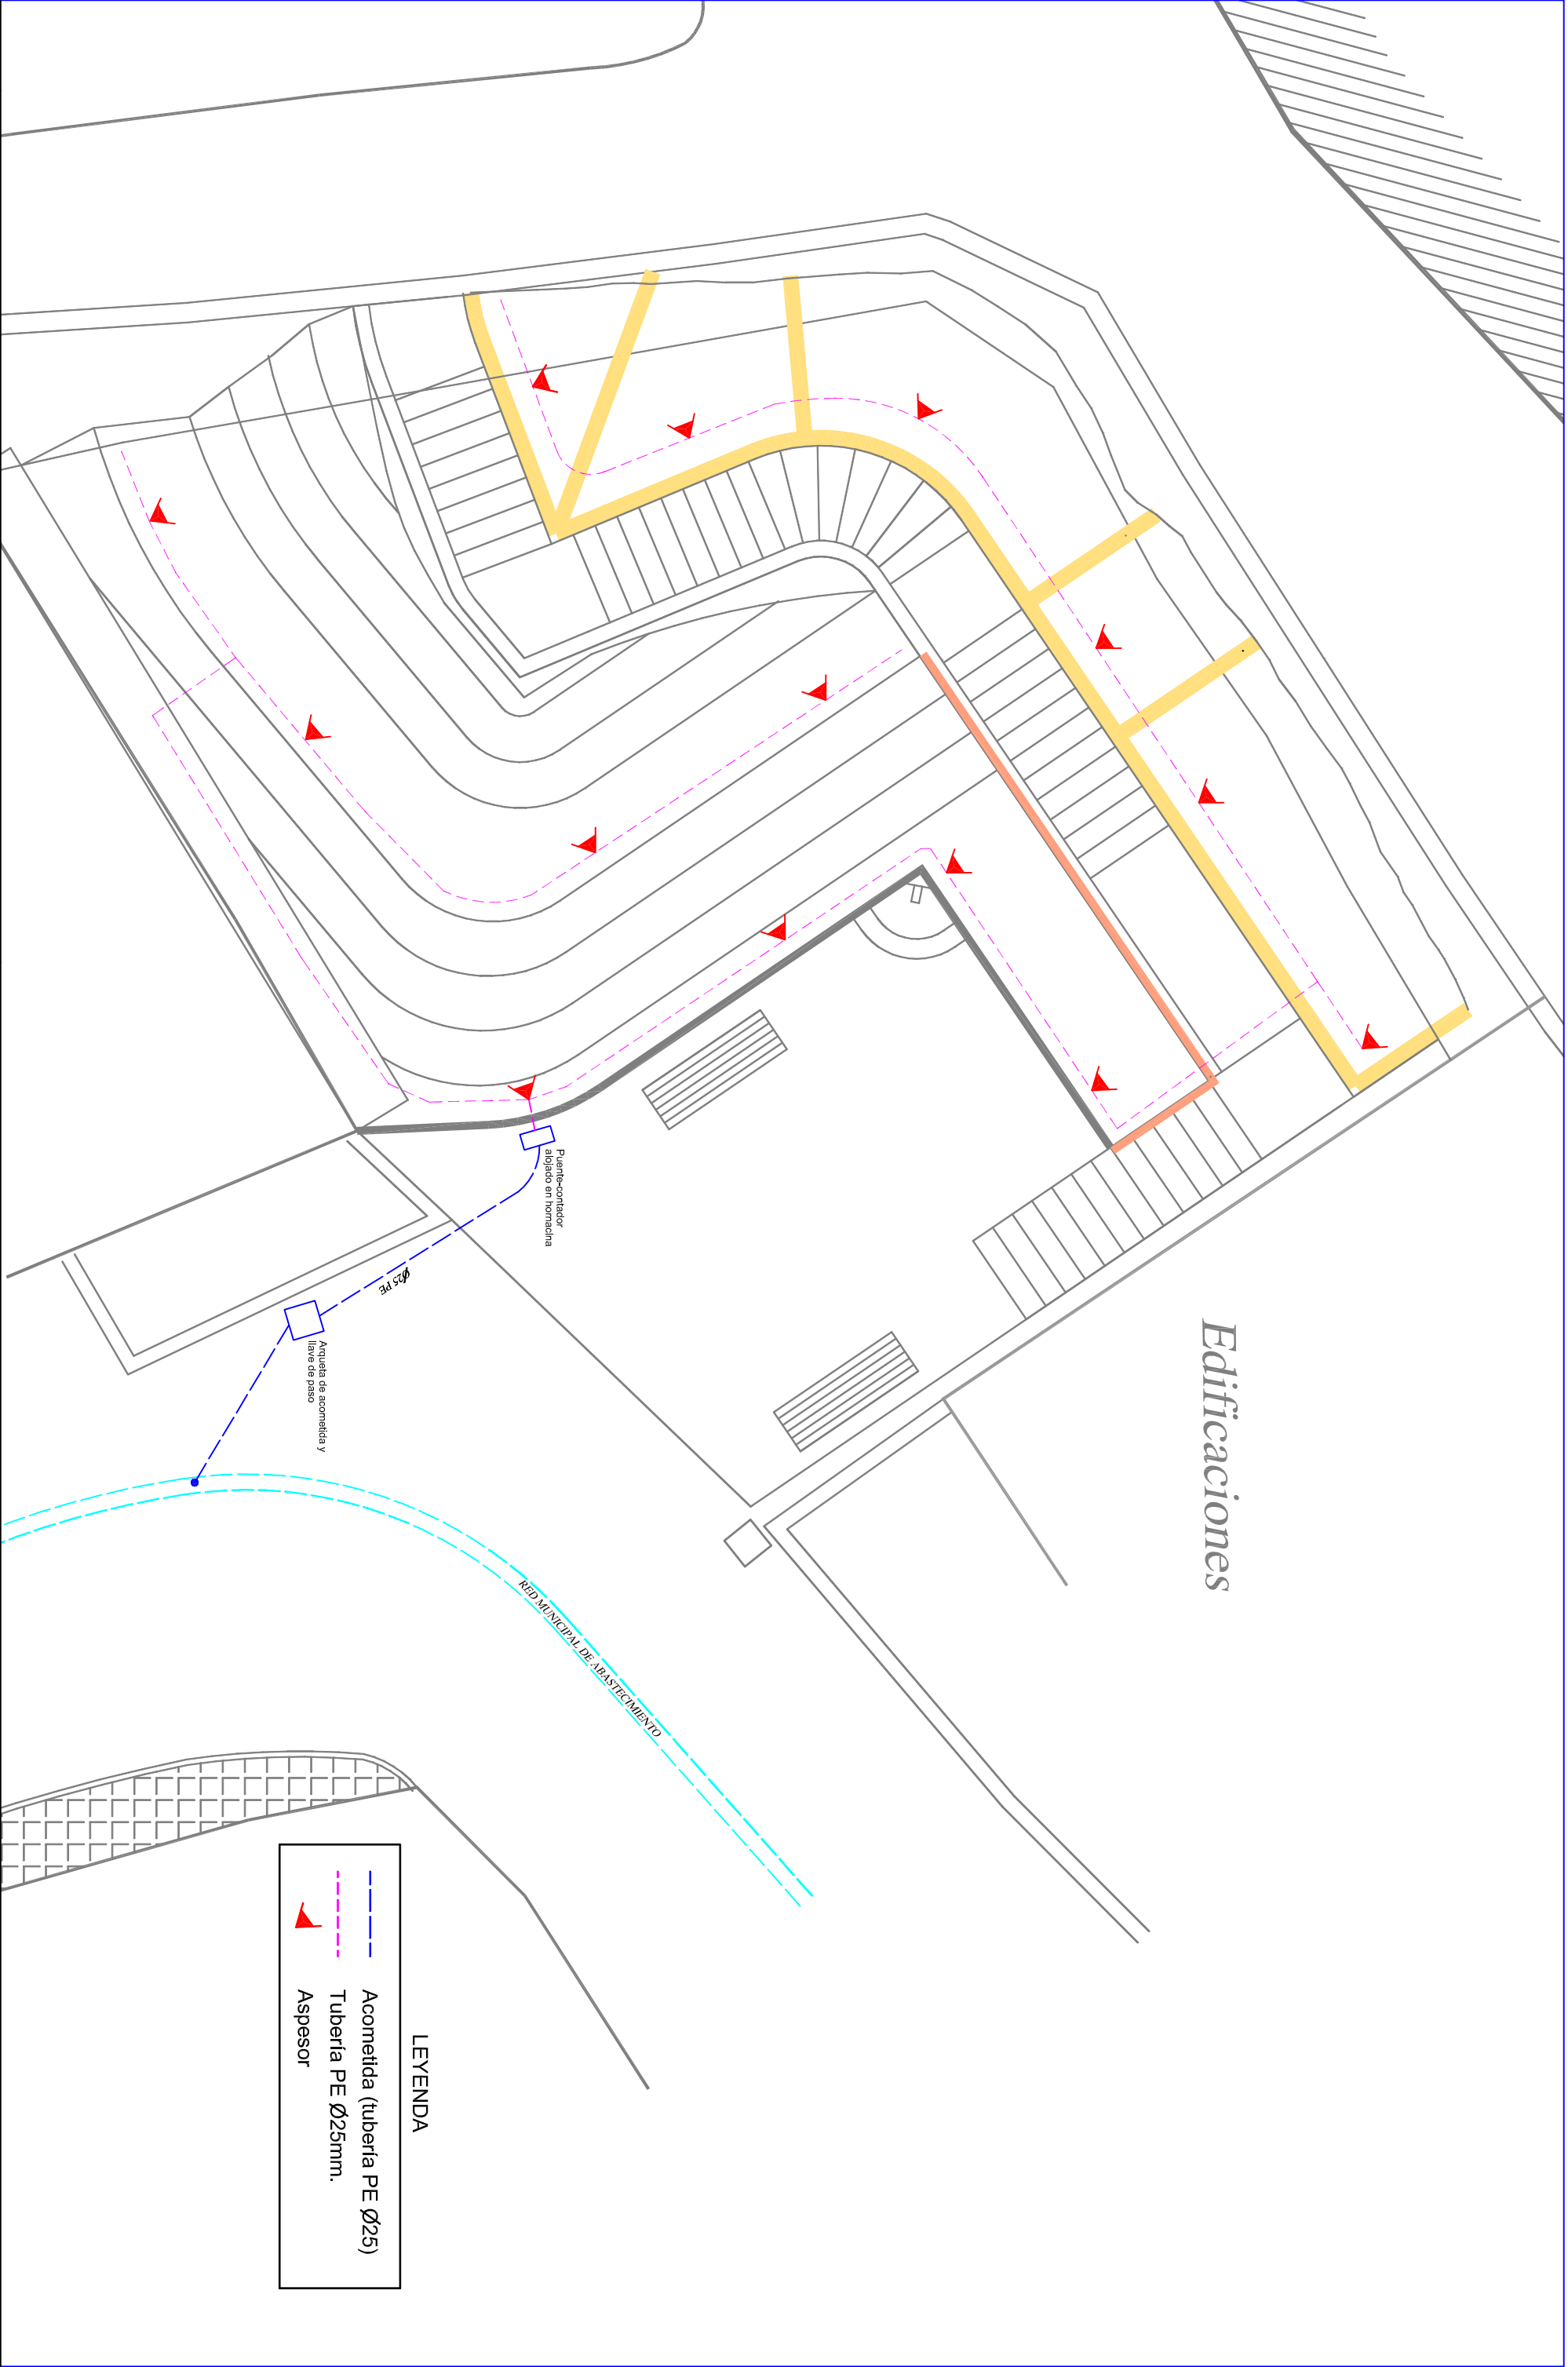 Edificaciones
Puente-contador
alojado en hornacina
Ø25 PE
Arqueta de acometida y
llave de paso
RED MUNICIPAL DE ABASTECIMIENTO
LEYENDA
Acometida (tubería PE Ø25)
Tubería PE Ø25mm.
Aspesor